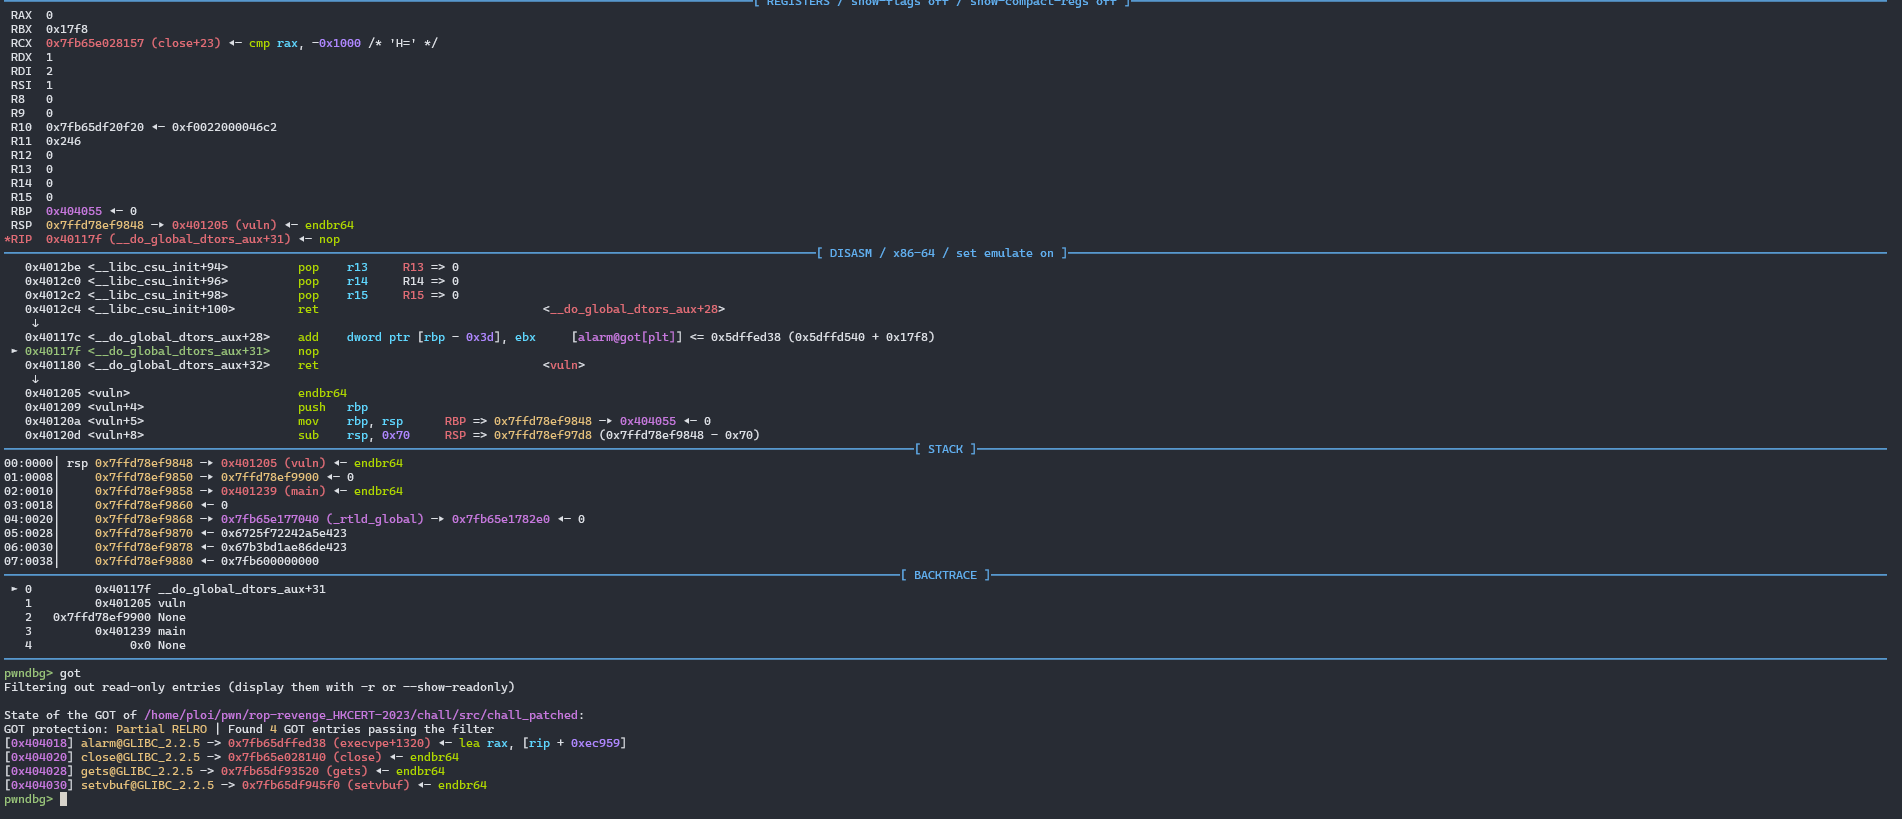 [ REGISTERS / show-flags off / show-compact-regs off ]
RAX  0
RBX  0x17f8
RCX  0x7fb65e028157 (close+23) ◂— cmp rax, -0x1000 /* 'H=' */
RDX  1
RDI  2
RSI  1
R8   0
R9   0
R10  0x7fb65df20f20 ◂— 0xf0022000046c2
R11  0x246
R12  0
R13  0
R14  0
R15  0
RBP  0x404055 ◂— 0
RSP  0x7ffd78ef9848 —▸ 0x401205 (vuln) ◂— endbr64
*RIP  0x40117f (__do_global_dtors_aux+31) ◂— nop
[ DISASM / x86-64 / set emulate on ]
0x4012be <__libc_csu_init+94>          pop    r13     R13 => 0
0x4012c0 <__libc_csu_init+96>          pop    r14     R14 => 0
0x4012c2 <__libc_csu_init+98>          pop    r15     R15 => 0
0x4012c4 <__libc_csu_init+100>         ret                                <__do_global_dtors_aux+28>
↓
0x40117c <__do_global_dtors_aux+28>    add    dword ptr [rbp - 0x3d], ebx     [alarm@got[plt]] <= 0x5dffed38 (0x5dffd540 + 0x17f8)
► 0x40117f <__do_global_dtors_aux+31>    nop
0x401180 <__do_global_dtors_aux+32>    ret                                <vuln>
↓
0x401205 <vuln>                        endbr64
0x401209 <vuln+4>                      push   rbp
0x40120a <vuln+5>                      mov    rbp, rsp      RBP => 0x7ffd78ef9848 —▸ 0x404055 ◂— 0
0x40120d <vuln+8>                      sub    rsp, 0x70     RSP => 0x7ffd78ef97d8 (0x7ffd78ef9848 - 0x70)
[ STACK ]
00:0000│ rsp 0x7ffd78ef9848 —▸ 0x401205 (vuln) ◂— endbr64
01:0008│     0x7ffd78ef9850 —▸ 0x7ffd78ef9900 ◂— 0
02:0010│     0x7ffd78ef9858 —▸ 0x401239 (main) ◂— endbr64
03:0018│     0x7ffd78ef9860 ◂— 0
04:0020│     0x7ffd78ef9868 —▸ 0x7fb65e177040 (_rtld_global) —▸ 0x7fb65e1782e0 ◂— 0
05:0028│     0x7ffd78ef9870 ◂— 0x6725f72242a5e423
06:0030│     0x7ffd78ef9878 ◂— 0x67b3bd1ae86de423
07:0038│     0x7ffd78ef9880 ◂— 0x7fb600000000
[ BACKTRACE ]
► 0         0x40117f __do_global_dtors_aux+31
1         0x401205 vuln
2   0x7ffd78ef9900 None
3         0x401239 main
4              0x0 None
pwndbg> got
Filtering out read-only entries (display them with -r or --show-readonly)
State of the GOT of /home/ploi/pwn/rop-revenge_HKCERT-2023/chall/src/chall_patched:
GOT protection: Partial RELRO | Found 4 GOT entries passing the filter
[0x404018] alarm@GLIBC_2.2.5 -> 0x7fb65dffed38 (execvpe+1320) ◂— lea rax, [rip + 0xec959]
[0x404020] close@GLIBC_2.2.5 -> 0x7fb65e028140 (close) ◂— endbr64
[0x404028] gets@GLIBC_2.2.5 -> 0x7fb65df93520 (gets) ◂— endbr64
[0x404030] setvbuf@GLIBC_2.2.5 -> 0x7fb65df945f0 (setvbuf) ◂— endbr64
pwndbg>